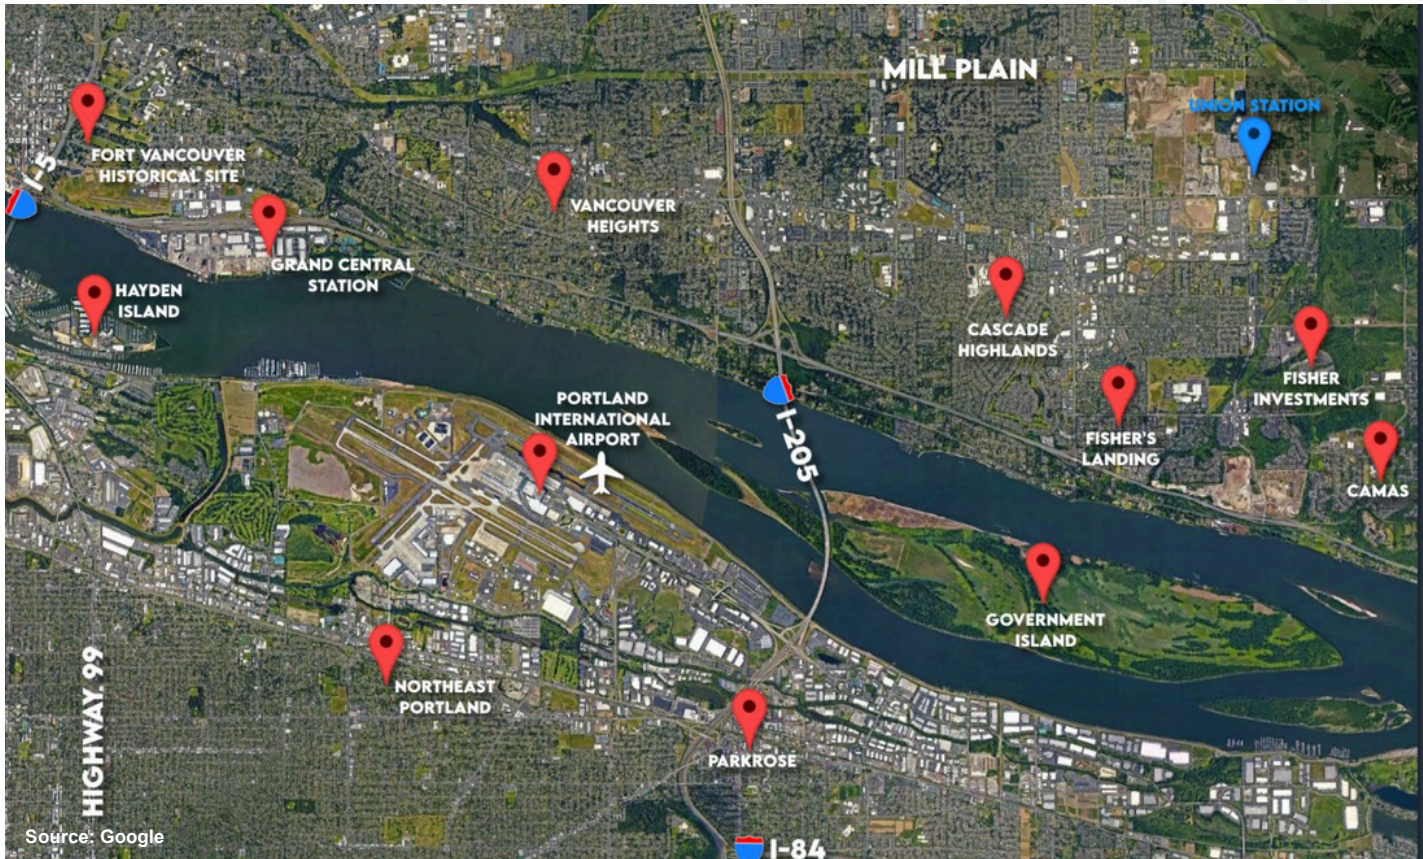 MILL PLAIN
UNION STATION
FORT VANCOUVER
HISTORICAL SITE
I-5
VANCOUVER
HEIGHTS
GRAND CENTRAL
STATION
HAYDEN
ISLAND
CASCADE
HIGHLANDS
FISHER
INVESTMENTS
PORTLAND
INTERNATIONAL
AIRPORT
I-205
FISHER'S
LANDING
CAMAS
GOVERNMENT
ISLAND
NORTHEAST
PORTLAND
HIGHWAY 99
PARKROSE
Source: Google
I-84